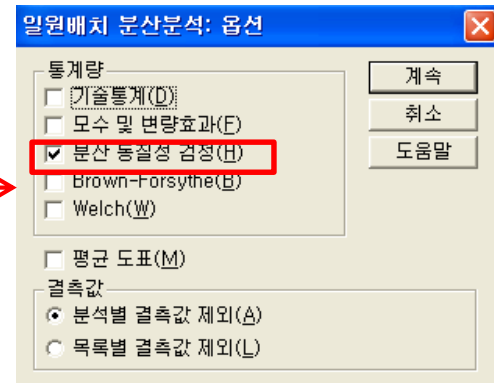 일원배치 분산분석: 옵션
통계량
기술통계(D)
모수 및 변량효과(F)
분산 동질성 검정(H)
Brown-Forsythe(B)
Welch(W)
평균 도표(M)
결측값
분석별 결측값 제외(A)
목록별 결측값 제외(L)
계속
취소
도움말